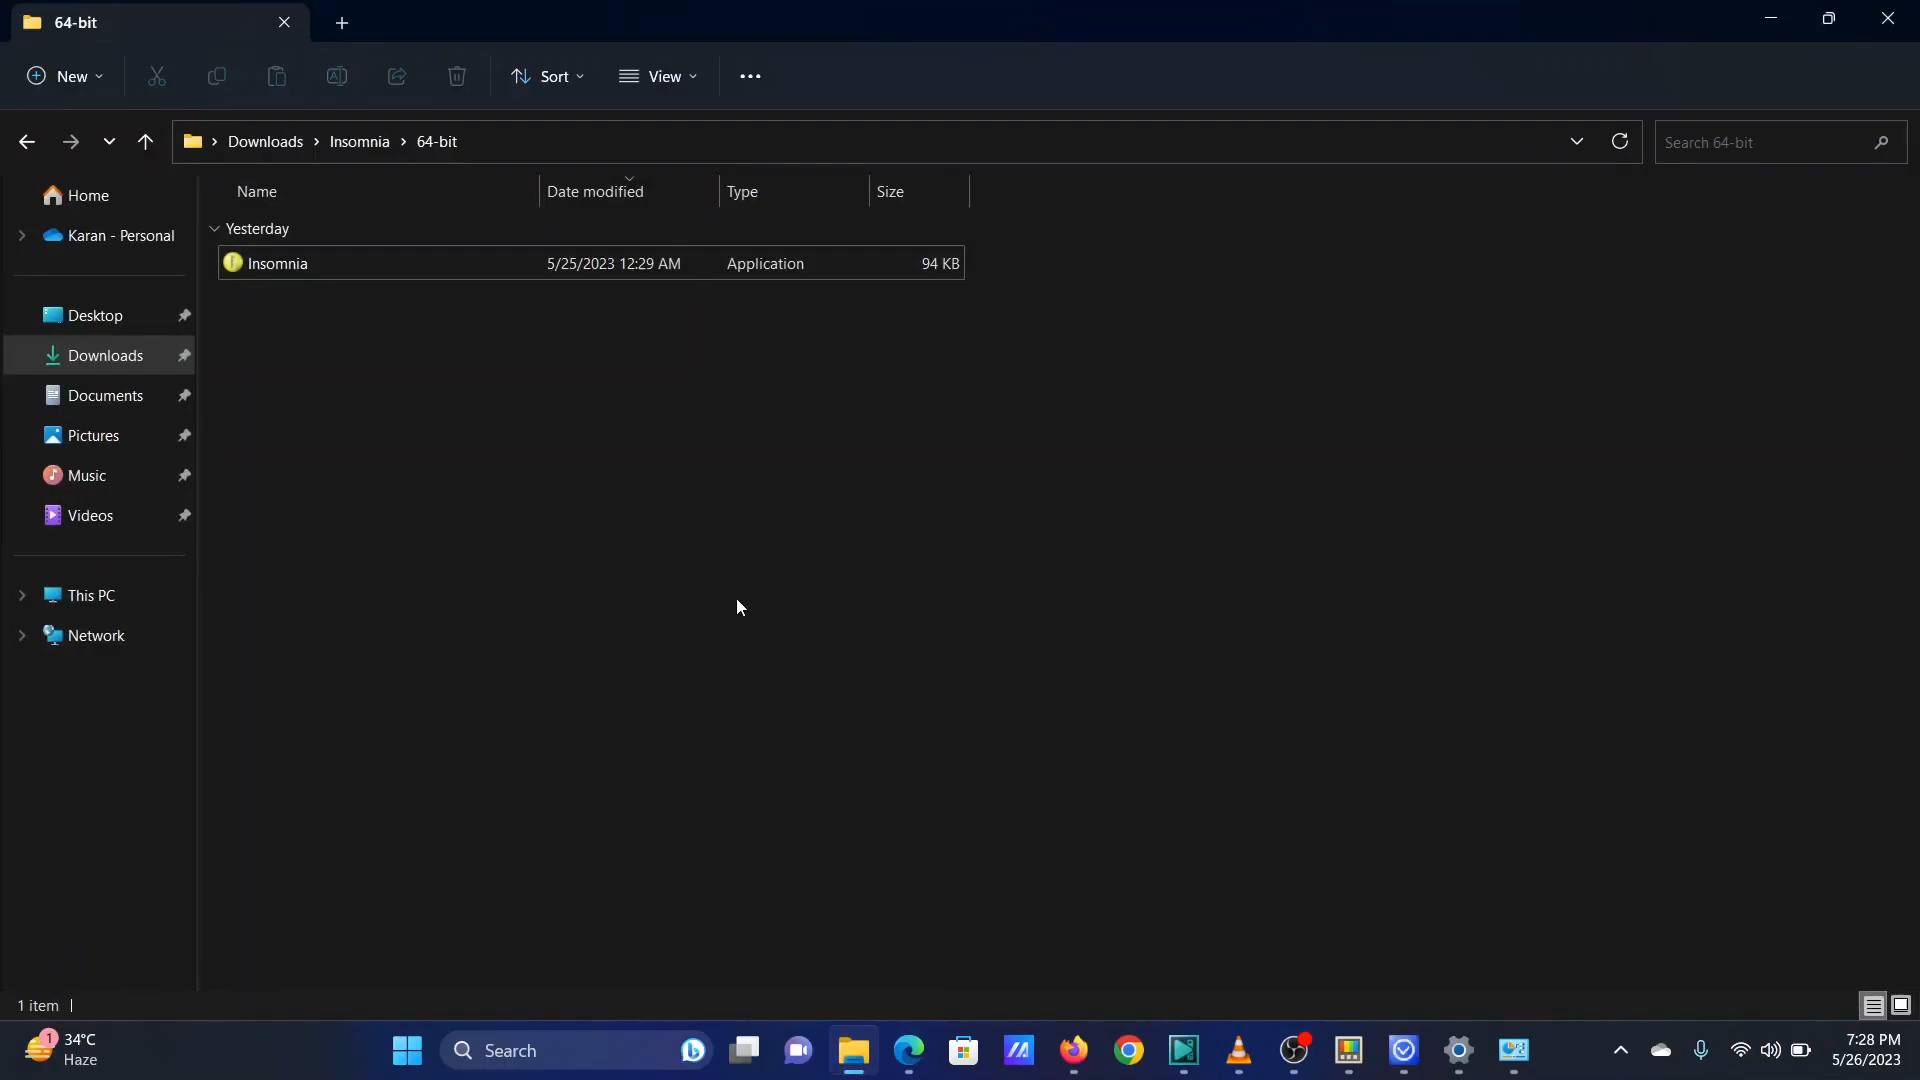 64-bit
New
Sort
View
Downloads > Insomnia > 64-bit
Search 64-bit
Home
Karan - Personal
Desktop
Downloads
Documents
Pictures
Music
Videos
This PC
Network
Name Date modified Type Size
Yesterday
Insomnia 5/25/2023 12:29 AM Application 94 KB
1 item
1
34°C
Haze
Search
7:28 PM
5/26/2023